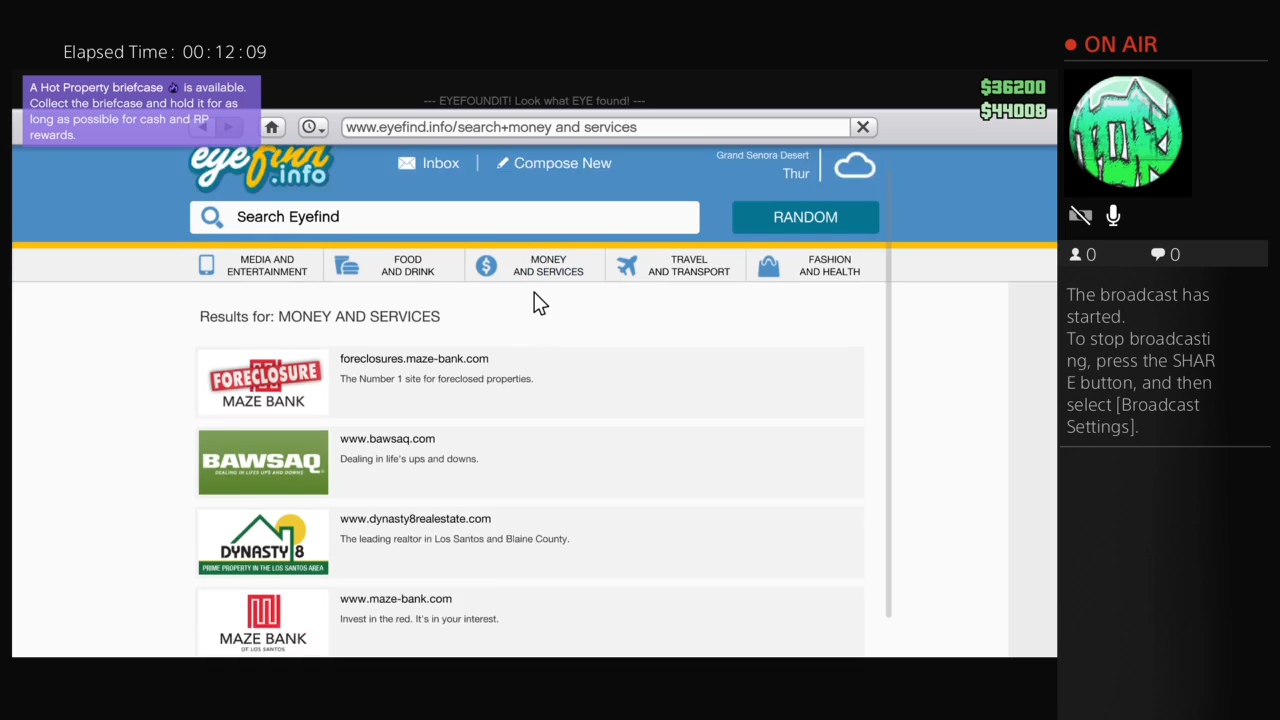 Elapsed Time: 00:12:09
ON AIR
A Hot Property briefcase is available.
Collect the briefcase and hold it for as
long as possible for cash and RP
rewards.
$36200
$44008
--- EYEFOUNDIT! Look what EYE found! ---
www.eyefind.info/search+money and services
eyefind
.info
Inbox
Compose New
Grand Senora Desert
Thur
Search Eyefind
RANDOM
MEDIA AND
ENTERTAINMENT
FOOD
AND DRINK
MONEY
AND SERVICES
TRAVEL
AND TRANSPORT
FASHION
AND HEALTH
Results for: MONEY AND SERVICES
FORECLOSURE
MAZE BANK
foreclosures.maze-bank.com
The Number 1 site for foreclosed properties.
BAWSAQ
DEALING IN LIFE'S UPS AND DOWNS
www.bawsaq.com
Dealing in life's ups and downs.
DYNASTY 8
PRIME PROPERTY IN THE LOS SANTOS AREA
www.dynasty8realestate.com
The leading realtor in Los Santos and Blaine County.
MAZE BANK
OF LOS SANTOS
www.maze-bank.com
Invest in the red. It's in your interest.
0
0
The broadcast has
started.
To stop broadcasti
ng, press the SHAR
E button, and then
select [Broadcast
Settings].